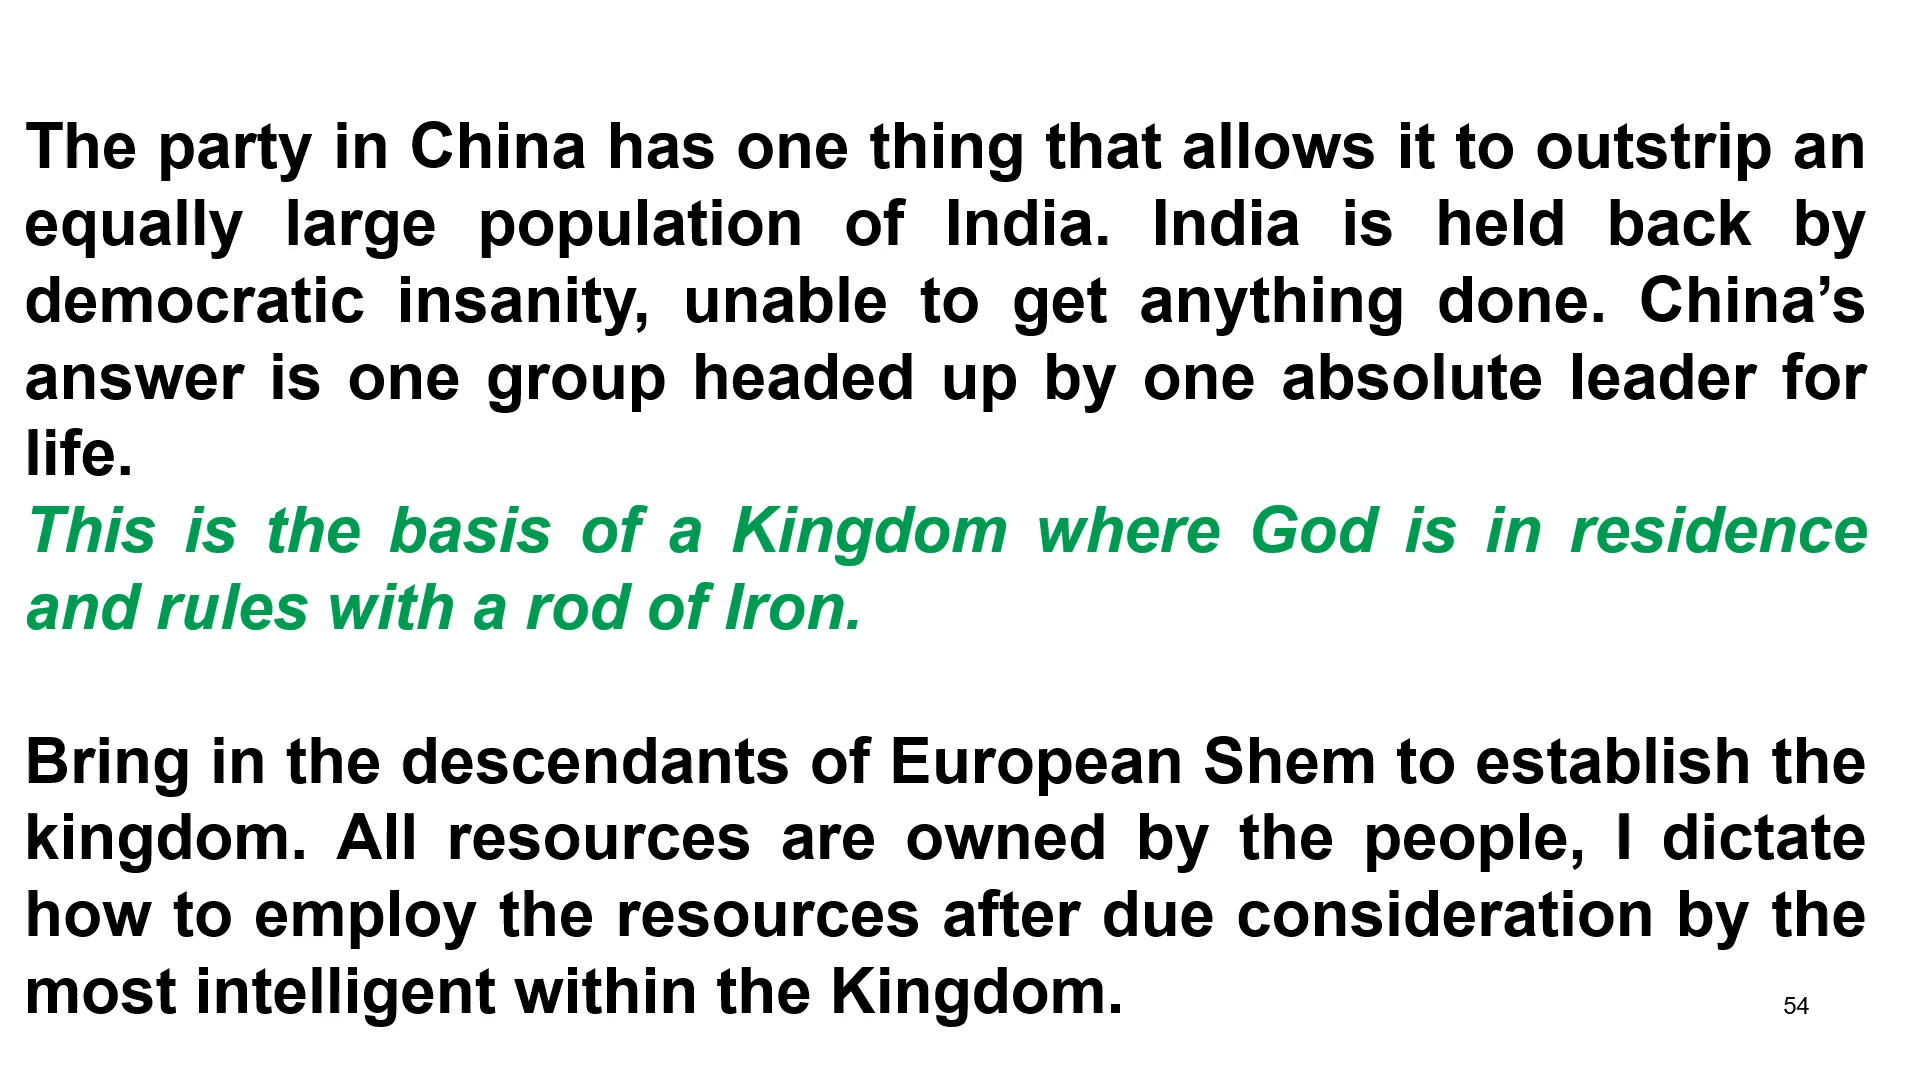 The party in China has one thing that allows it to outstrip an
equally large population of India. India is held back by
democratic insanity, unable to get anything done. China’s
answer is one group headed up by one absolute leader for
life.
This is the basis of a Kingdom where God is in residence
and rules with a rod of Iron.
Bring in the descendants of European Shem to establish the
kingdom. All resources are owned by the people, I dictate
how to employ the resources after due consideration by the
most intelligent within the Kingdom.
54